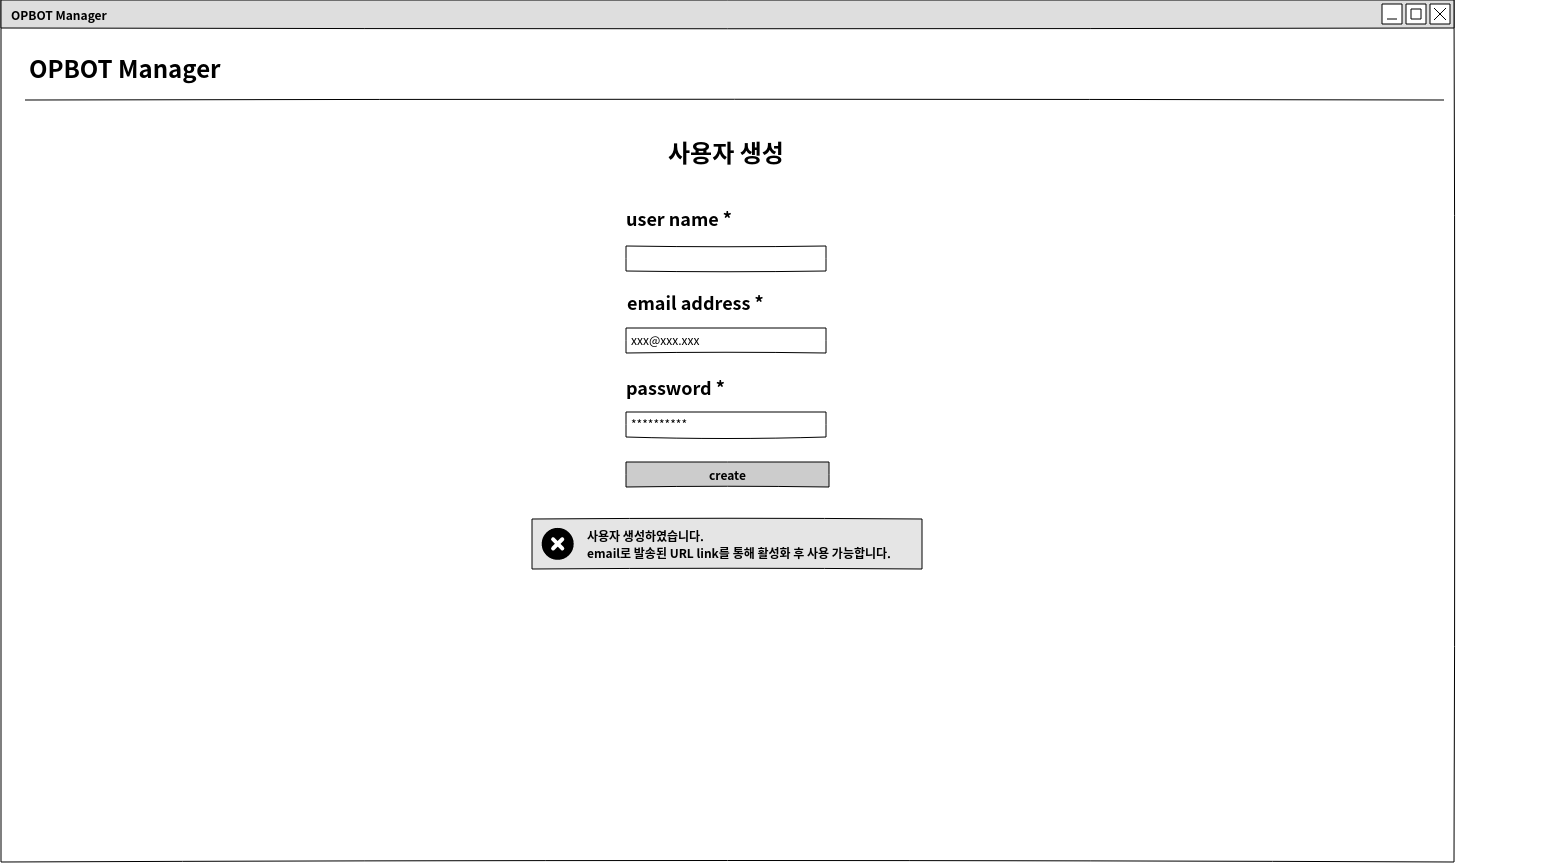 OPBOT Manager
OPBOT Manager
사용자 생성
user name *
email address *
xxx@xxx.xxx
password *
**********
create
사용자 생성하였습니다.
email로 발송된 URL link를 통해 활성화 후 사용 가능합니다.